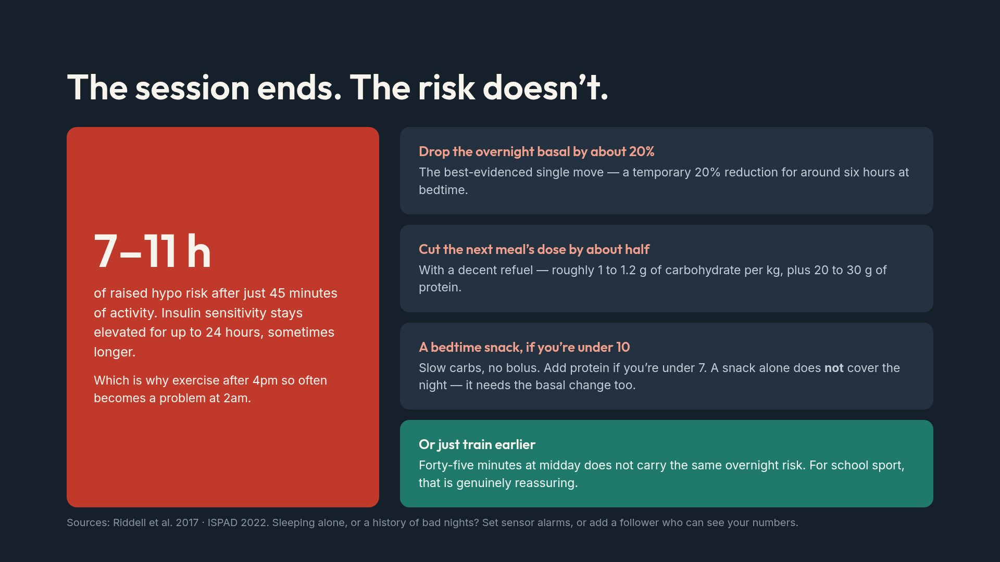 The session ends. The risk doesn’t.
7–11 h
of raised hypo risk after just 45 minutes
of activity. Insulin sensitivity stays
elevated for up to 24 hours, sometimes
longer.
Which is why exercise after 4pm so often
becomes a problem at 2am.
Drop the overnight basal by about 20%
The best-evidenced single move — a temporary 20% reduction for around six hours at
bedtime.
Cut the next meal’s dose by about half
With a decent refuel — roughly 1 to 1.2 g of carbohydrate per kg, plus 20 to 30 g of
protein.
A bedtime snack, if you’re under 10
Slow carbs, no bolus. Add protein if you’re under 7. A snack alone does not cover the
night — it needs the basal change too.
Or just train earlier
Forty-five minutes at midday does not carry the same overnight risk. For school sport,
that is genuinely reassuring.
Sources: Riddell et al. 2017 · ISPAD 2022. Sleeping alone, or a history of bad nights? Set sensor alarms, or add a follower who can see your numbers.